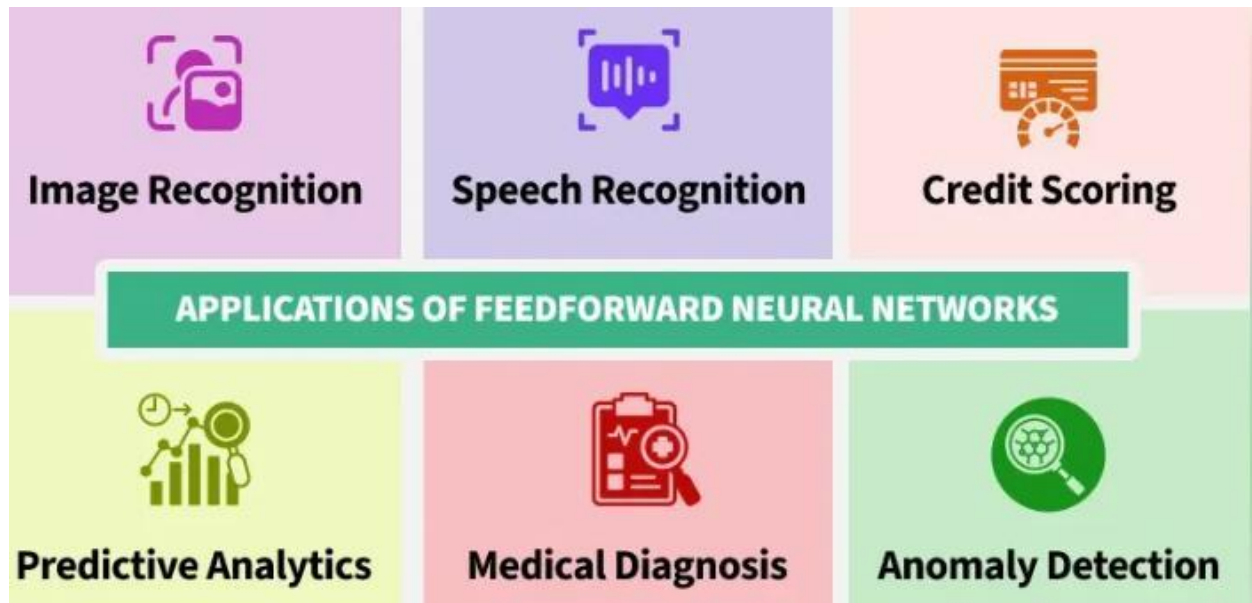 Image Recognition
Speech Recognition
Credit Scoring
APPLICATIONS OF FEEDFORWARD NEURAL NETWORKS
Predictive Analytics
Medical Diagnosis
Anomaly Detection